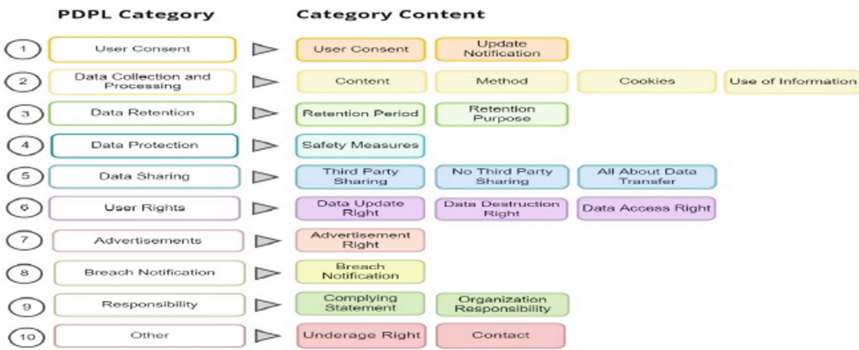 PDPL Category Category Content
1 User Consent User Consent Update Notification
2 Data Collection and Processing Content Method Cookies Use of Information
3 Data Retention Retention Period Retention Purpose
4 Data Protection Safety Measures
5 Data Sharing Third Party Sharing No Third Party Sharing All About Data Transfer
6 User Rights Data Update Right Data Destruction Right Data Access Right
7 Advertisements Advertisement Right
8 Breach Notification Breach Notification
9 Responsibility Complying Statement Organization Responsibility
10 Other Underage Right Contact